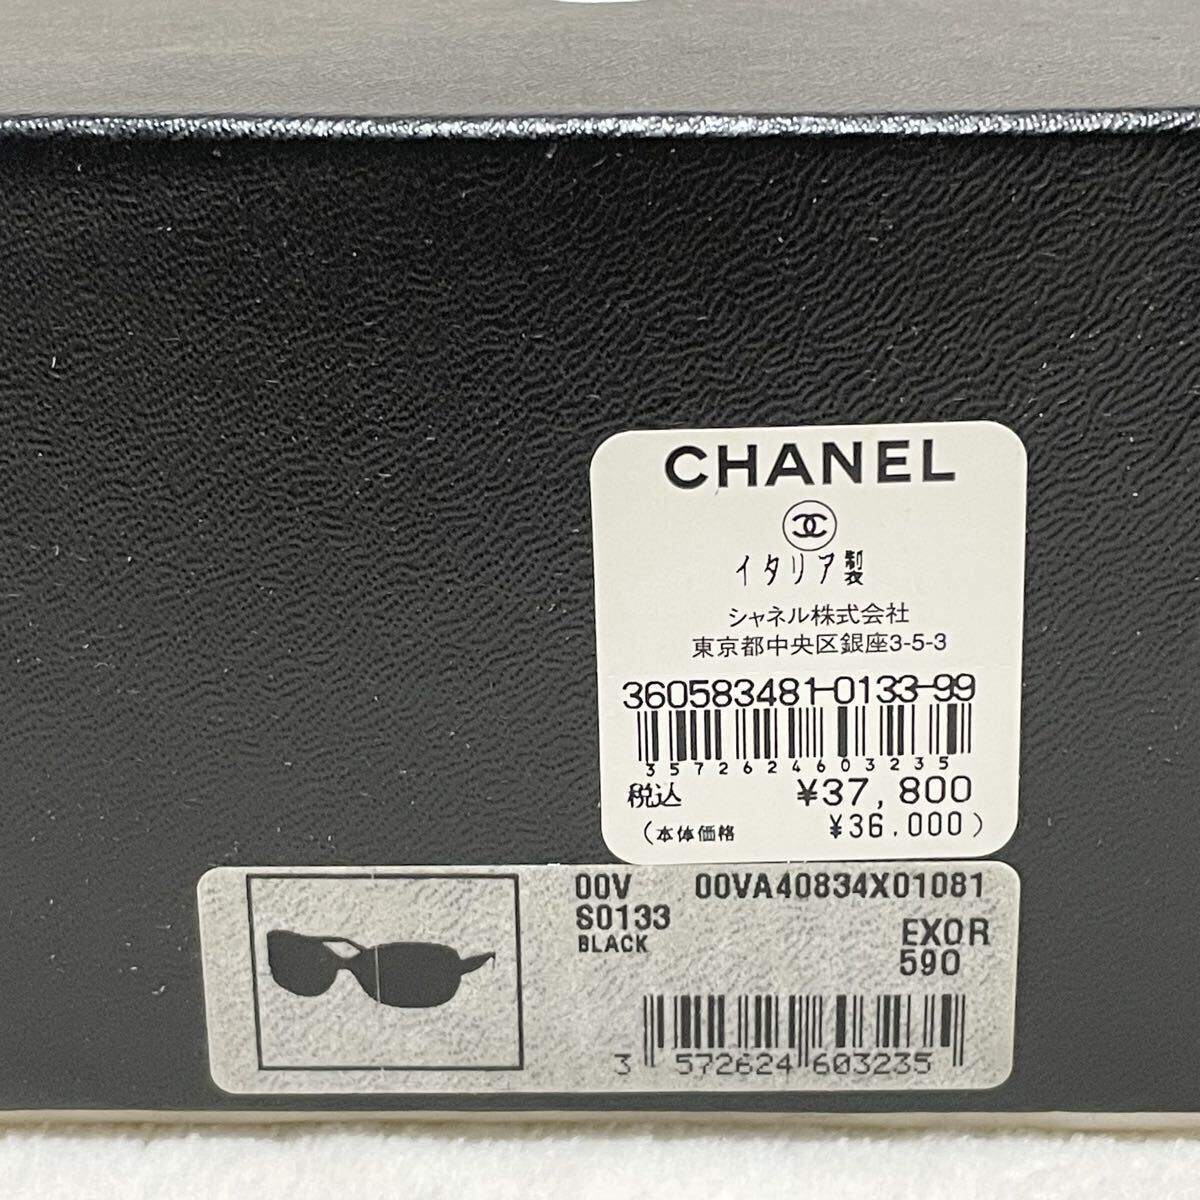 CHANEL
イタリア製
シャネル株式会社
東京都中央区銀座3-5-3
360583481-0133-99
3572624603235
税込 ¥37,800
(本体価格 ¥36.000)
00V 00VA40834X01081
S0133
BLACK
EXOR
590
3 572624 603235